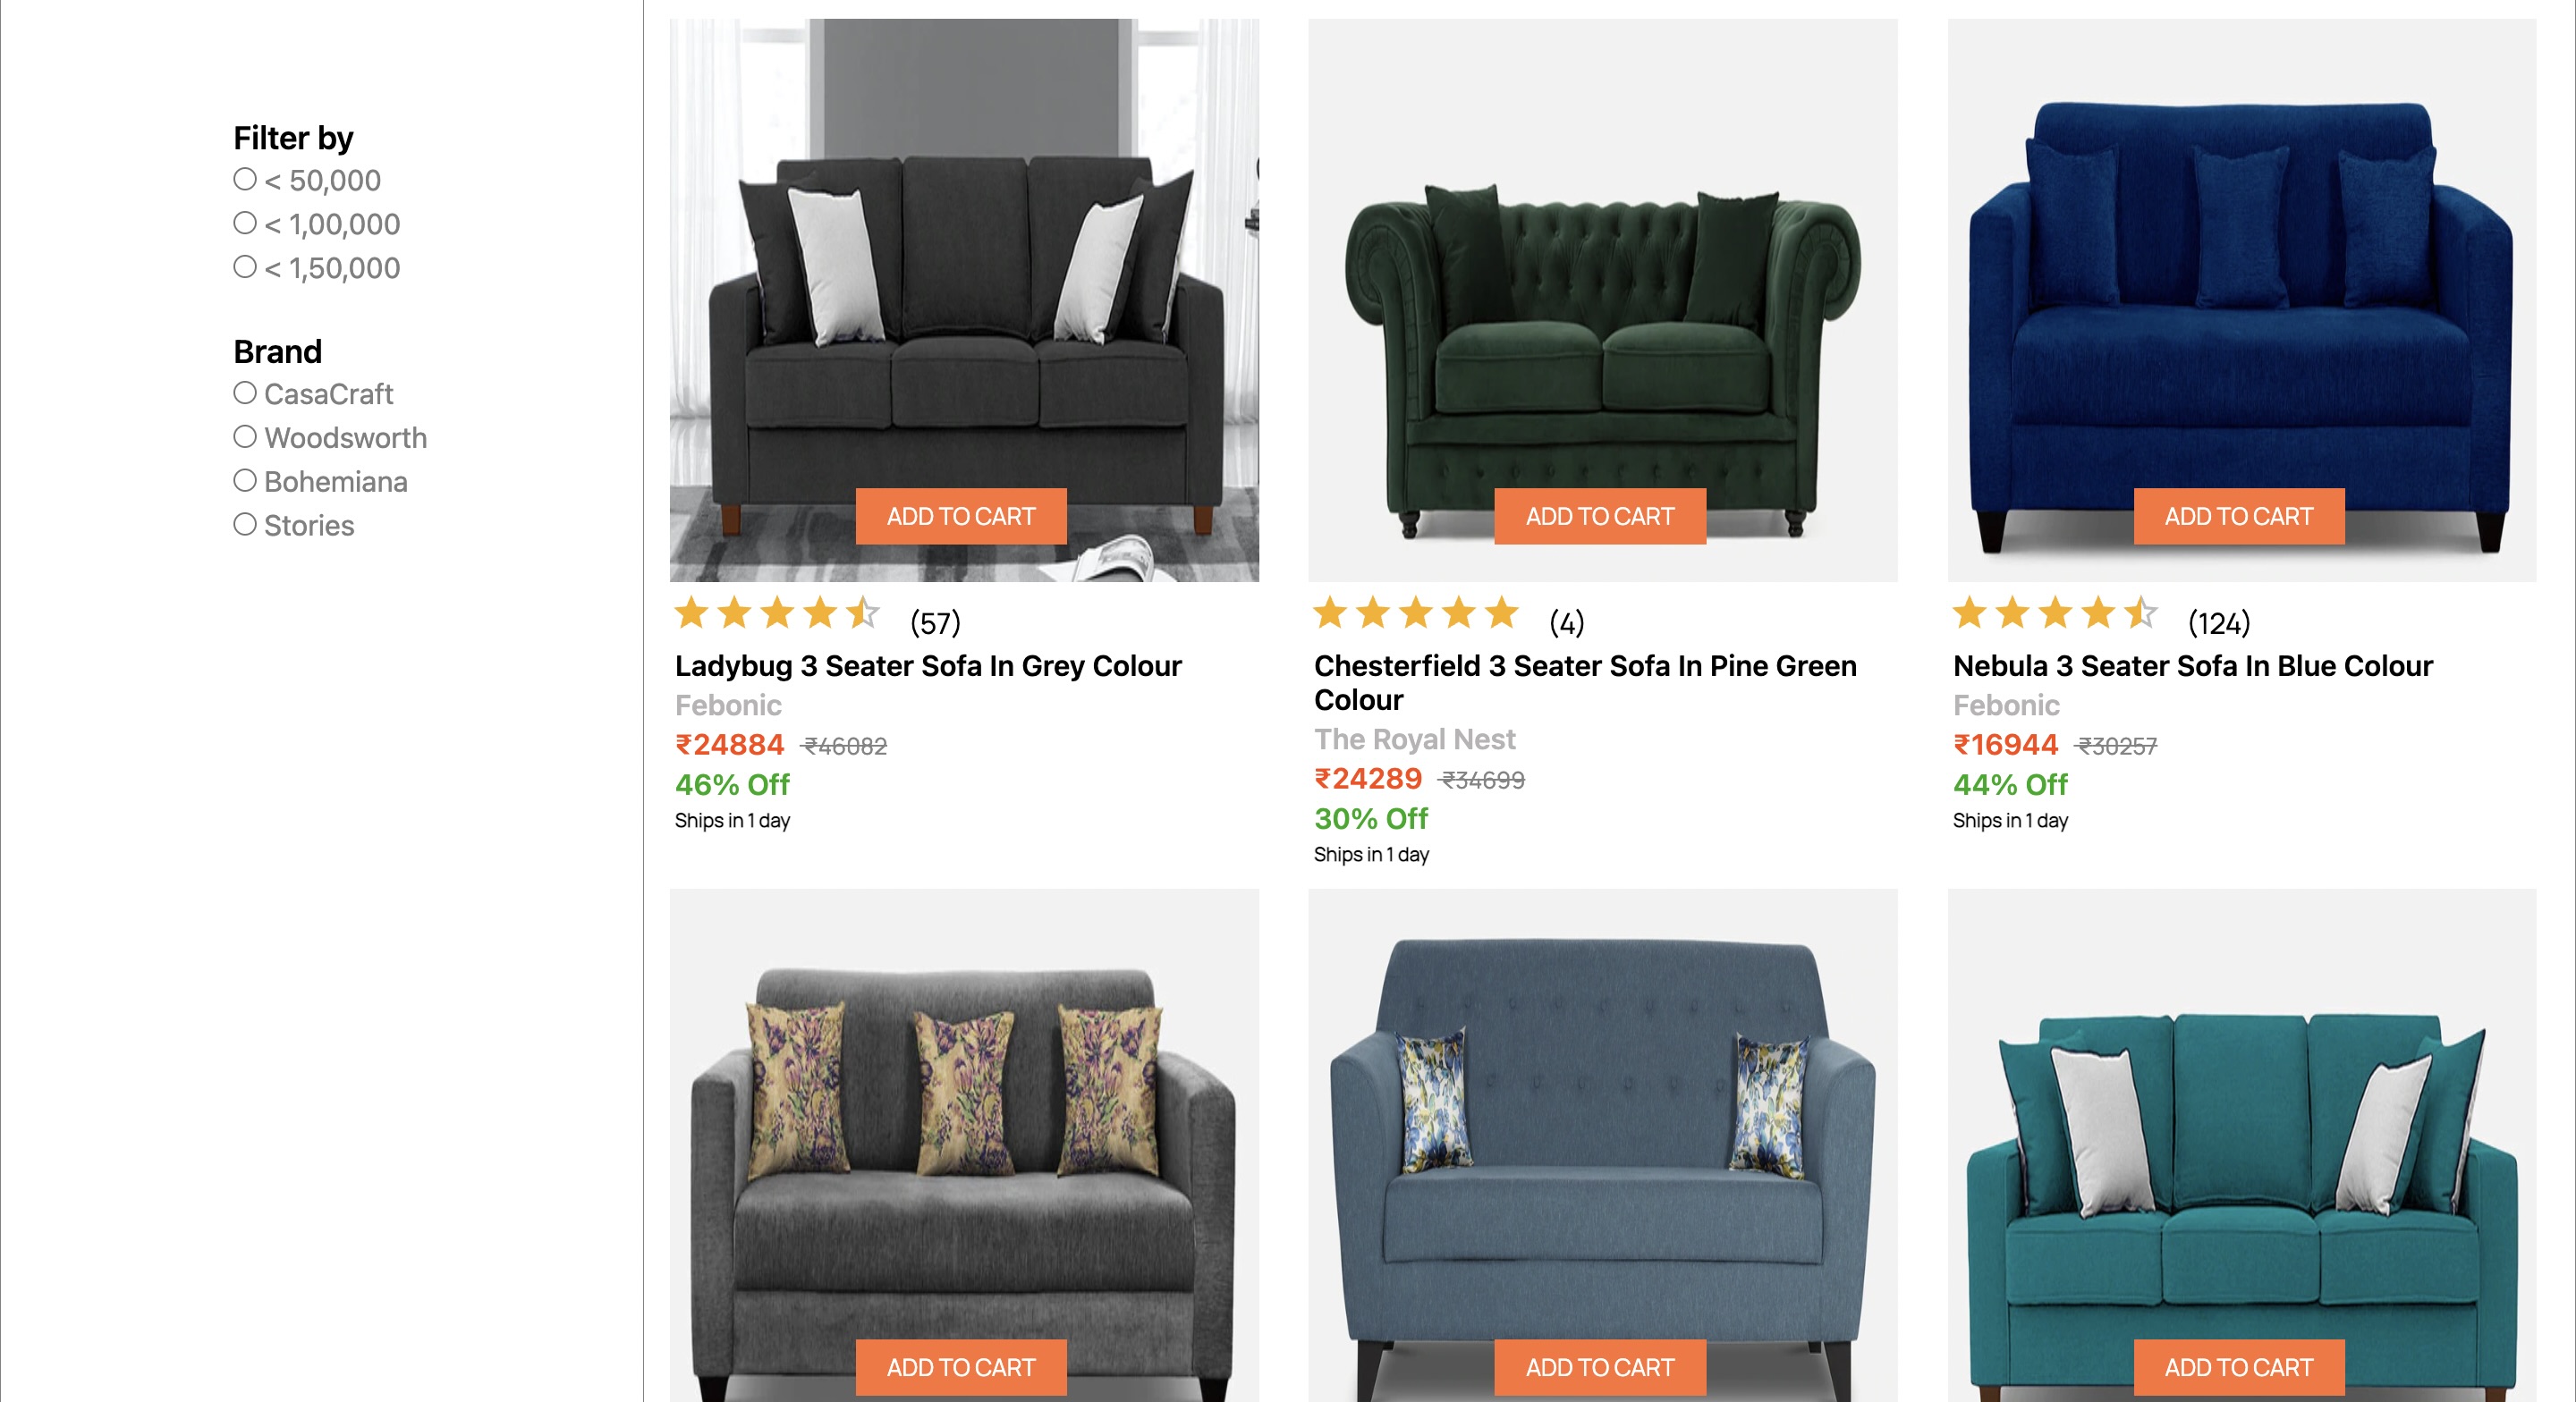 Filter by
< 50,000
< 1,00,000
< 1,50,000
Brand
CasaCraft
Woodsworth
Bohemiana
Stories
ADD TO CART
(57)
Ladybug 3 Seater Sofa In Grey Colour
Febonic
₹24884 ₹46082
46% Off
Ships in 1 day
ADD TO CART
(4)
Chesterfield 3 Seater Sofa In Pine Green
Colour
The Royal Nest
₹24289 ₹34699
30% Off
Ships in 1 day
ADD TO CART
(124)
Nebula 3 Seater Sofa In Blue Colour
Febonic
₹16944 ₹30257
44% Off
Ships in 1 day
ADD TO CART
ADD TO CART
ADD TO CART